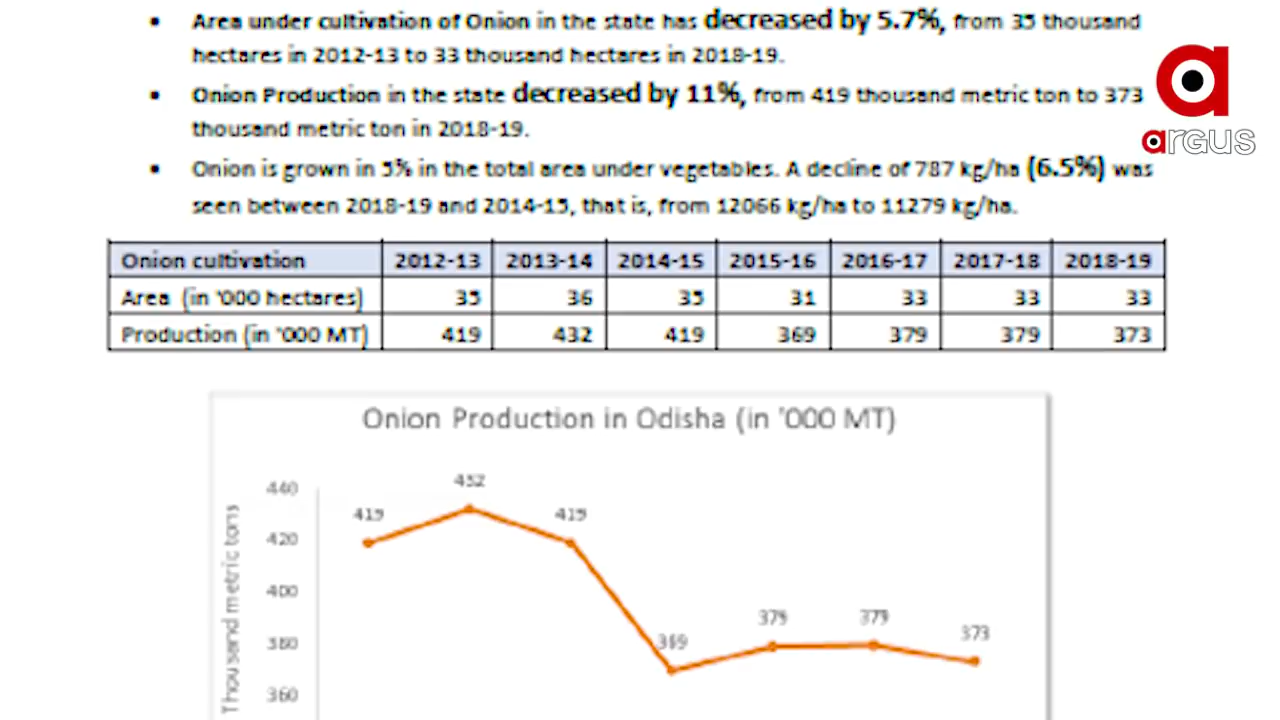 • Area under cultivation of Onion in the state has decreased by 5.7%, from 35 thousand
hectares in 2012-13 to 33 thousand hectares in 2018-19.
• Onion Production in the state decreased by 11%, from 419 thousand metric ton to 373
thousand metric ton in 2018-19.
• Onion is grown in 5% in the total area under vegetables. A decline of 787 kg/ha (6.5%) was
seen between 2018-19 and 2014-15, that is, from 12066 kg/ha to 11279 kg/ha.
argus
Onion cultivation 2012-13 2013-14 2014-15 2015-16 2016-17 2017-18 2018-19
Area (in '000 hectares) 35 36 35 31 33 33 33
Production (in '000 MT) 419 432 419 369 379 379 373
Onion Production in Odisha (in '000 MT)
Thousand metric tons
440
420
400
380
360
419 432 419 369 379 379 373